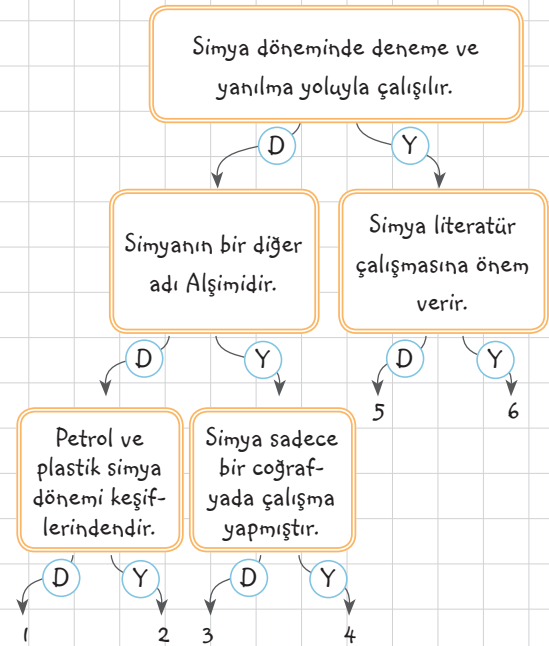 Simya döneminde deneme ve
yanılma yoluyla çalışılır.
D
Y
Simyanın bir diğer
adı Alşimidir.
Simya literatür
çalışmasına önem
verir.
D
Y
D
Y
5
6
Petrol ve
plastik simya
dönemi keşif-
lerindendir.
Simya sadece
bir coğraf-
yada çalışma
yapmıştır.
D
Y
D
Y
1
2
3
4